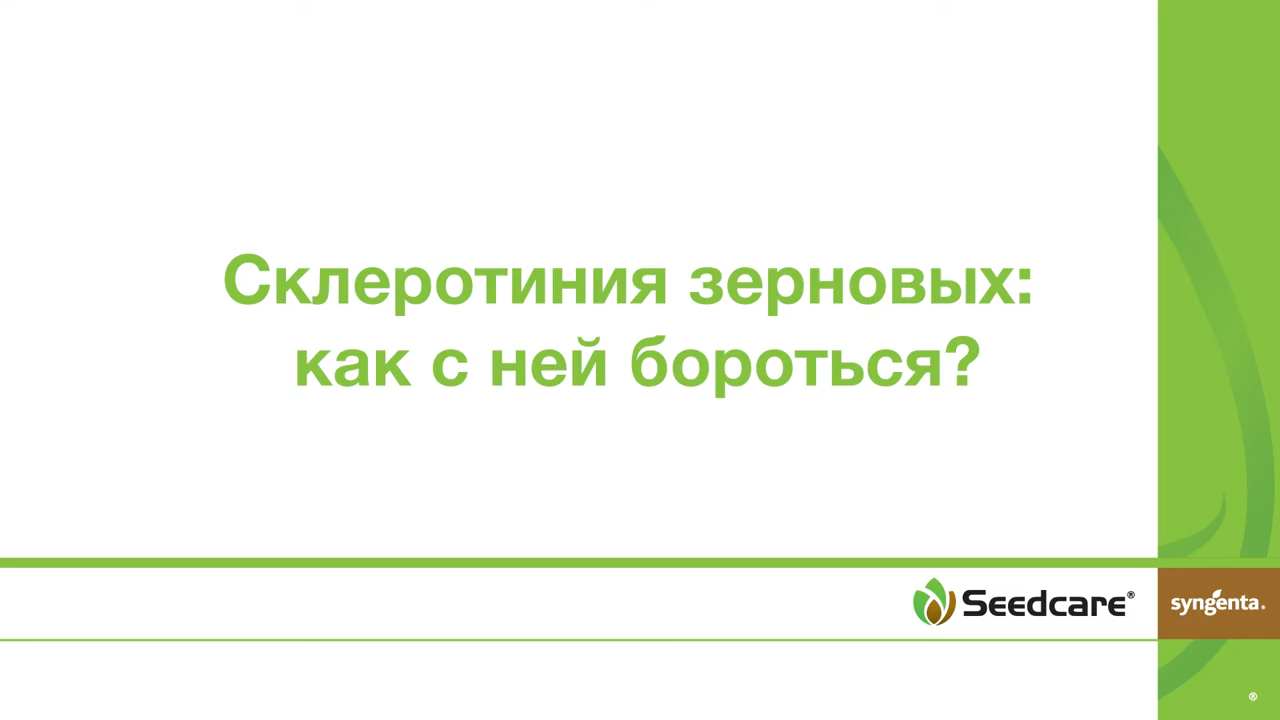 Склеротиния зерновых:
как с ней бороться?
Seedcare®
syngenta®
®